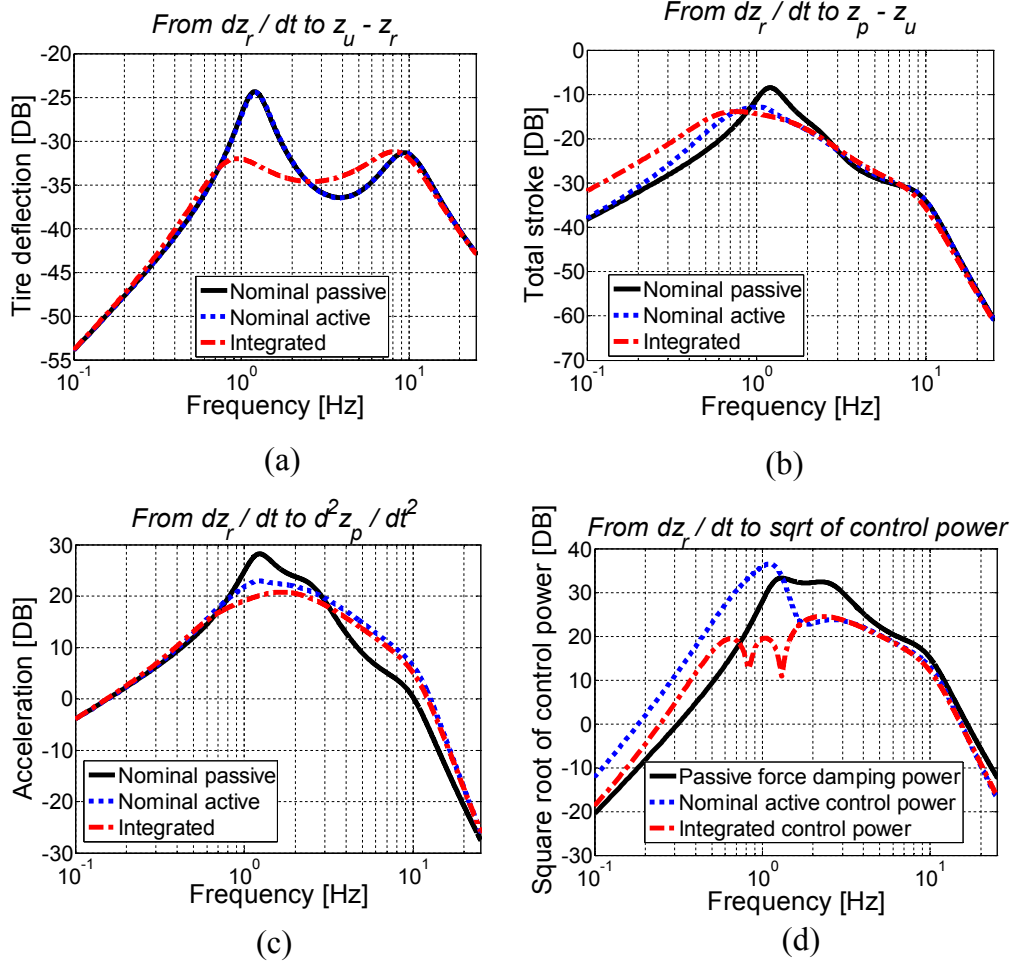 From dz_r / dt to z_u - z_r
Tire deflection [DB]
-20
-25
-30
-35
-40
-45
-50
-55
Nominal passive
Nominal active
Integrated
10^-1
10^0
10^1
Frequency [Hz]
(a)
From dz_r / dt to z_p - z_u
Total stroke [DB]
0
-10
-20
-30
-40
-50
-60
-70
Nominal passive
Nominal active
Integrated
10^-1
10^0
10^1
Frequency [Hz]
(b)
From dz_r / dt to d^2z_p / dt^2
Acceleration [DB]
30
20
10
0
-10
-20
-30
Nominal passive
Nominal active
Integrated
10^-1
10^0
10^1
Frequency [Hz]
(c)
From dz_r / dt to sqrt of control power
Square root of control power [DB]
40
30
20
10
0
-10
-20
-30
Passive force damping power
Nominal active control power
Integrated control power
10^-1
10^0
10^1
Frequency [Hz]
(d)